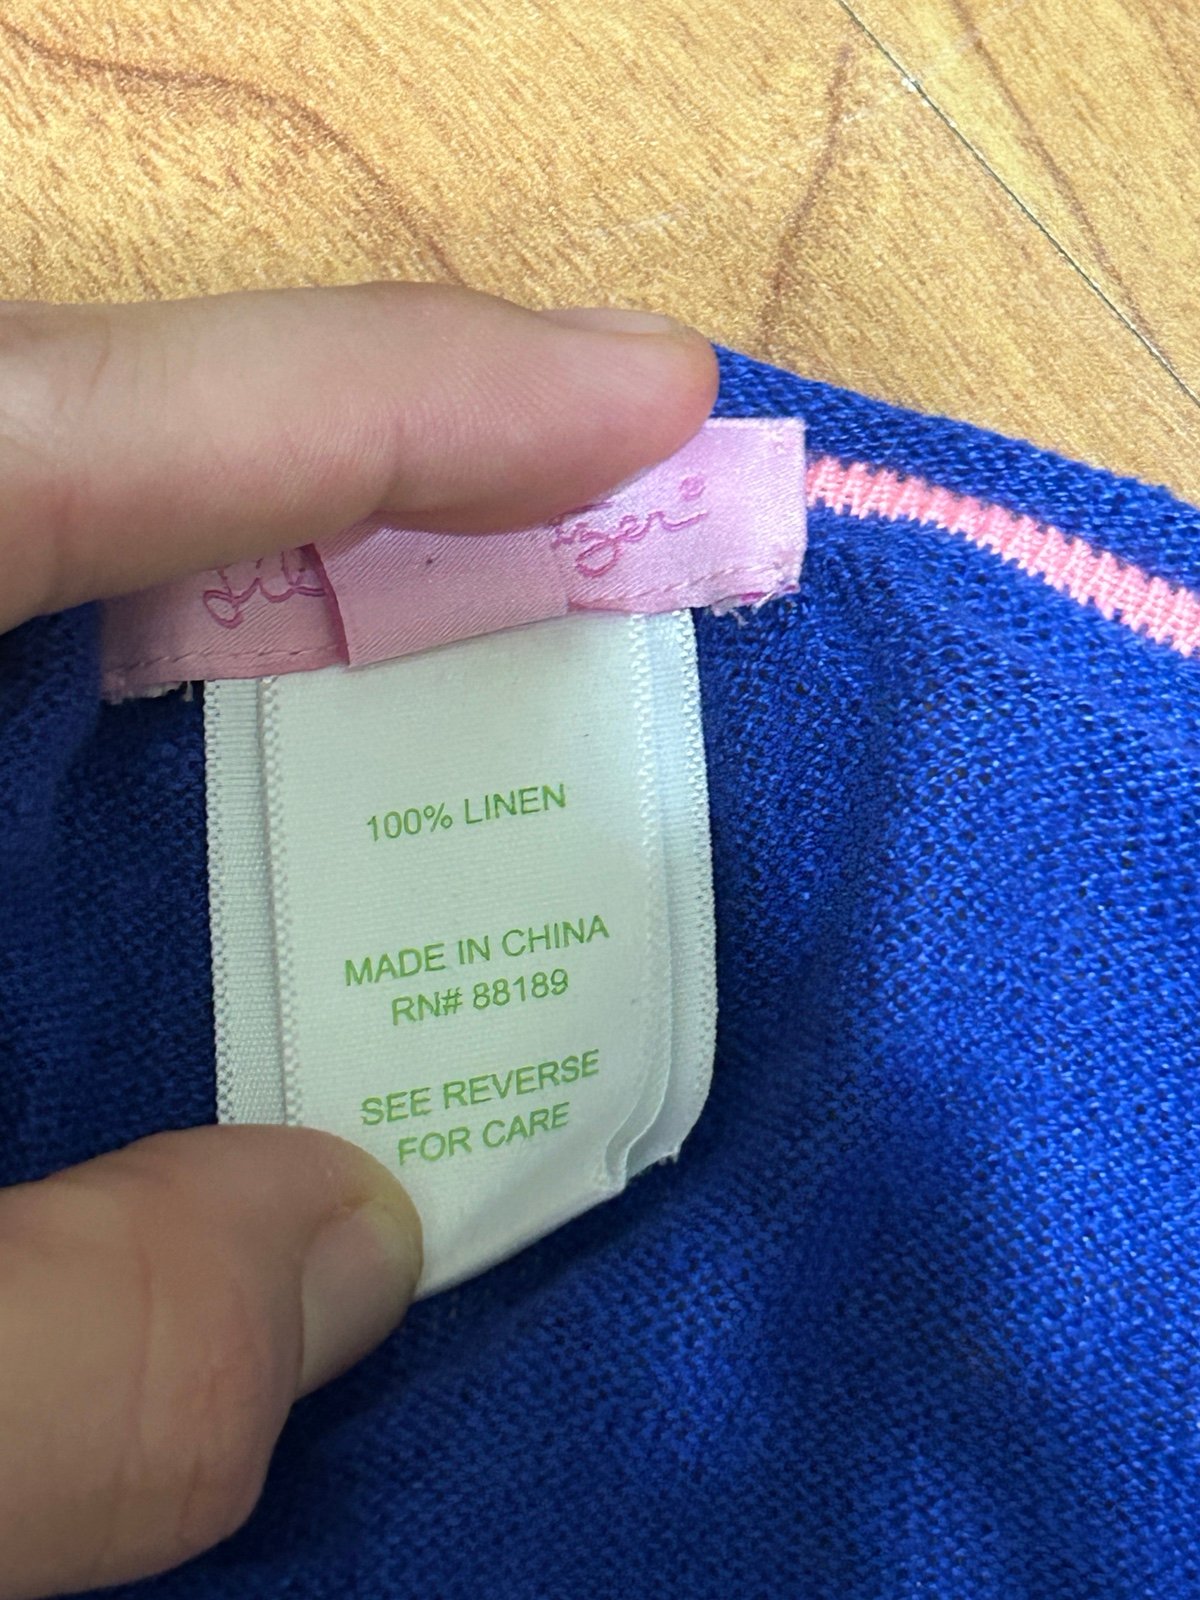 100% LINEN
MADE IN CHINA
RN# 88189
SEE REVERSE
FOR CARE